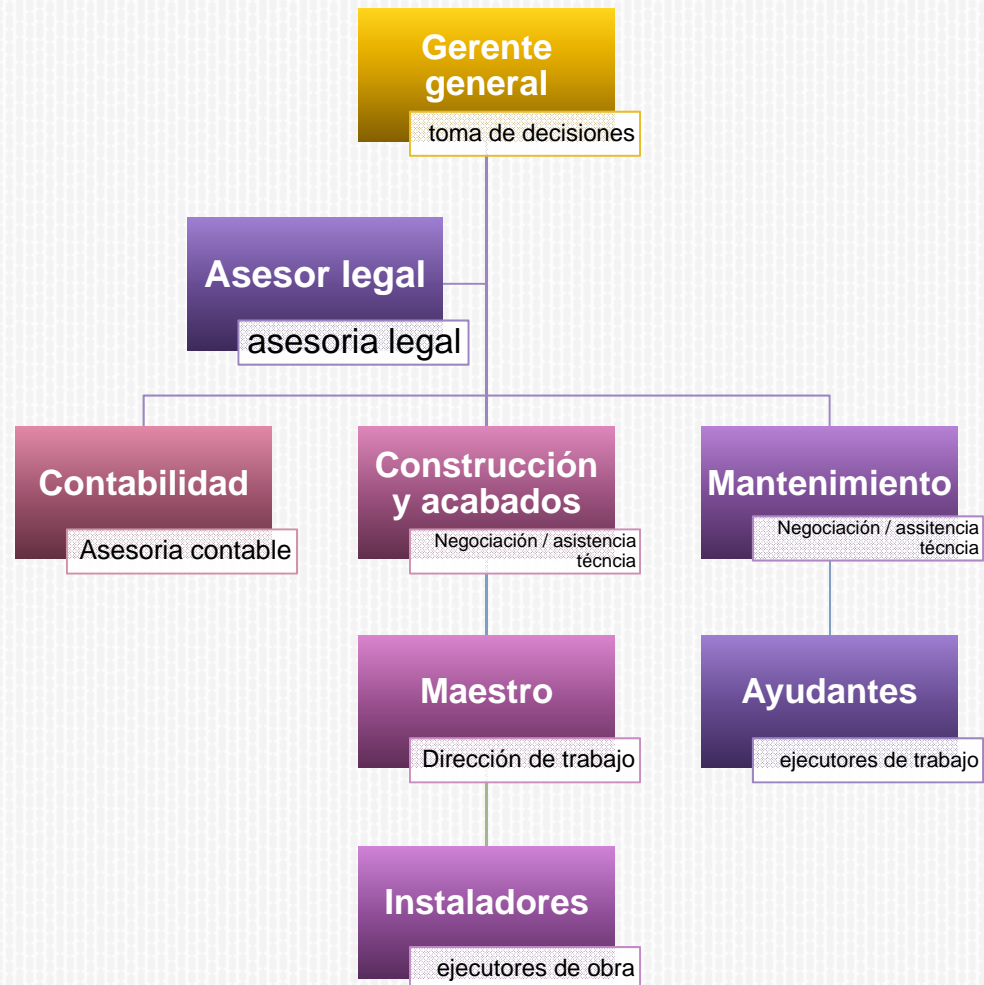 Gerente
general
toma de decisiones
Asesor legal
asesoria legal
Contabilidad
Asesoria contable
Construcción
y acabados
Negociación / asistencia
técncia
Mantenimiento
Negociación / assitencia
técncia
Maestro
Dirección de trabajo
Ayudantes
ejecutores de trabajo
Instaladores
ejecutores de obra